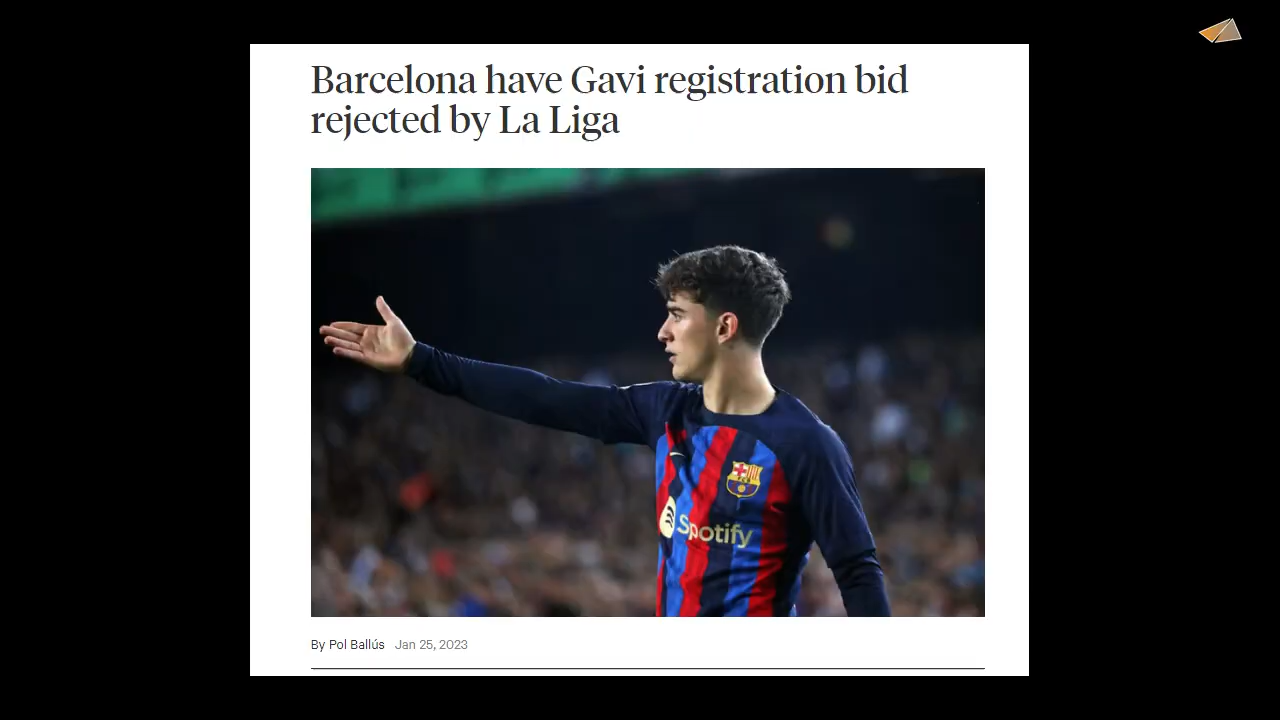 Barcelona have Gavi registration bid
rejected by La Liga
Spotify
By Pol Ballús Jan 25, 2023